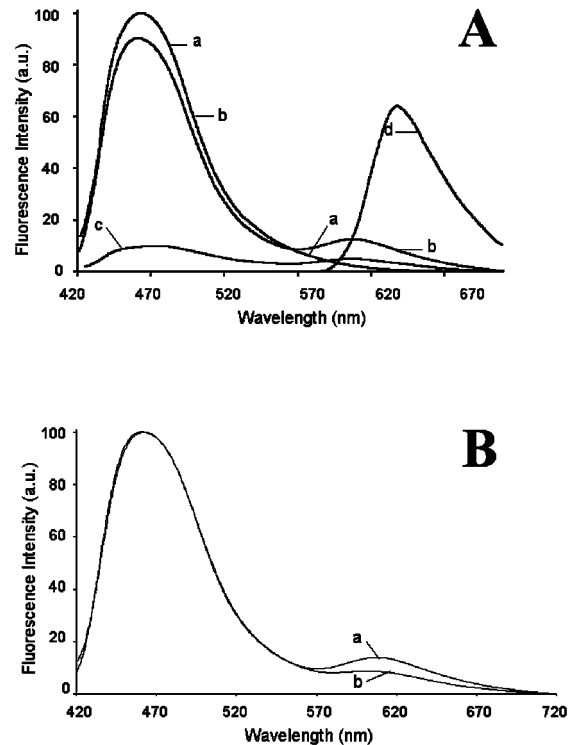 A
Fluorescence Intensity (a.u.)
100
80
60
40
20
0
a
b
c
d
a
b
420 470 520 570 620 670
Wavelength (nm)
B
Fluorescence Intensity (a.u.)
100
80
60
40
20
0
a
b
420 470 520 570 620 670 720
Wavelength (nm)